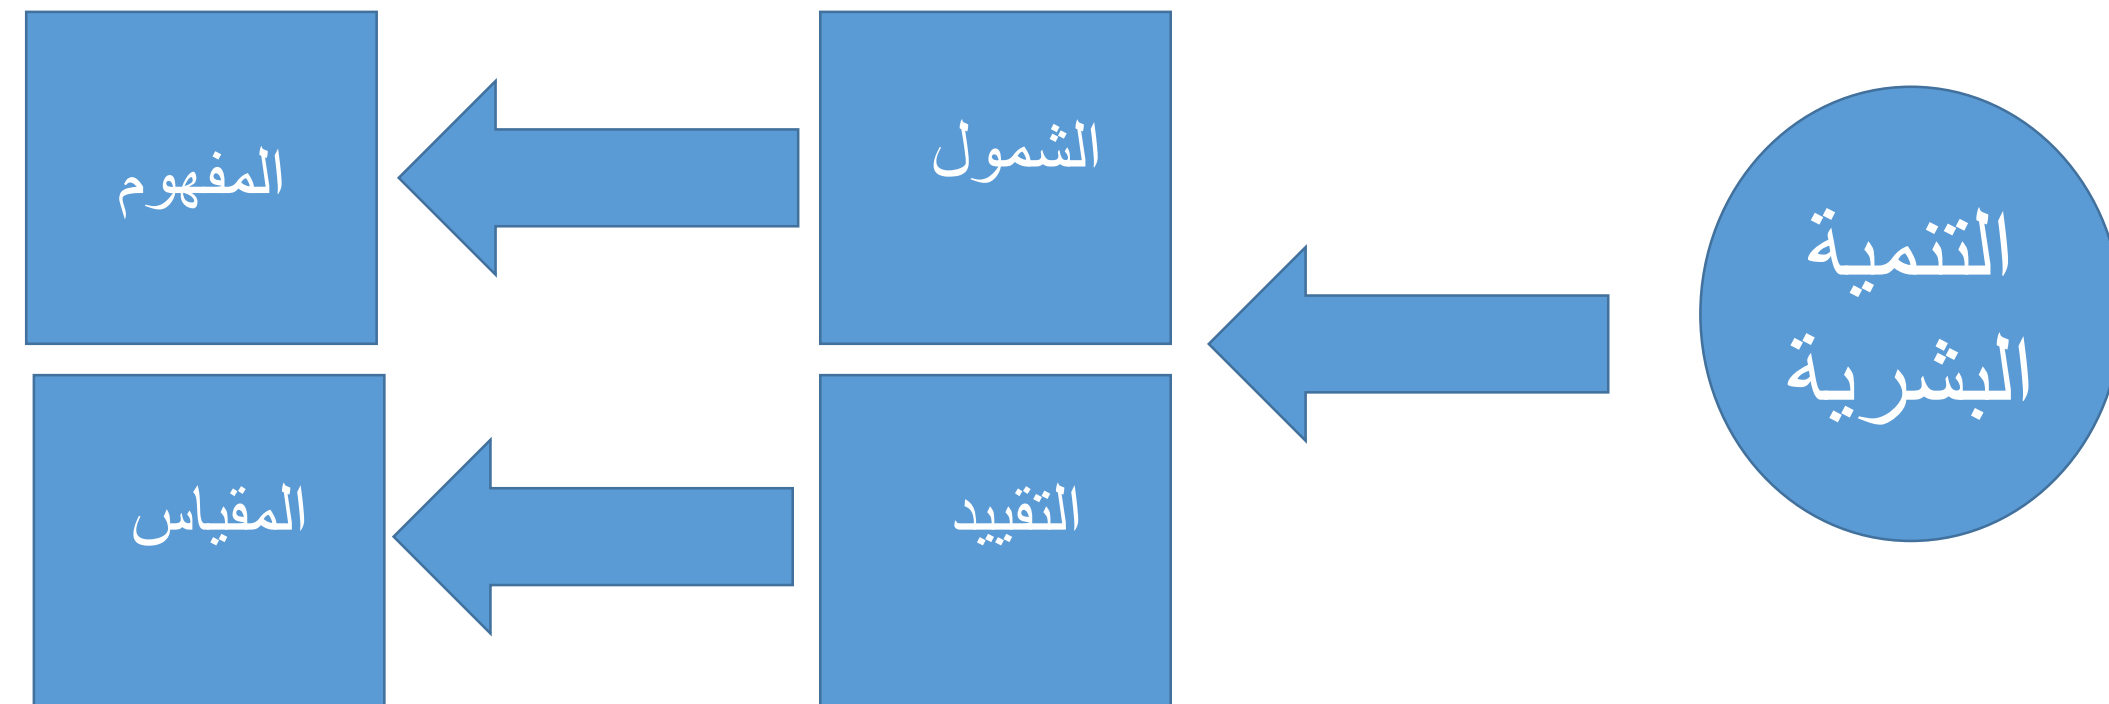 التنمية
البشرية
الشمول
المفهوم
التقييد
المقياس